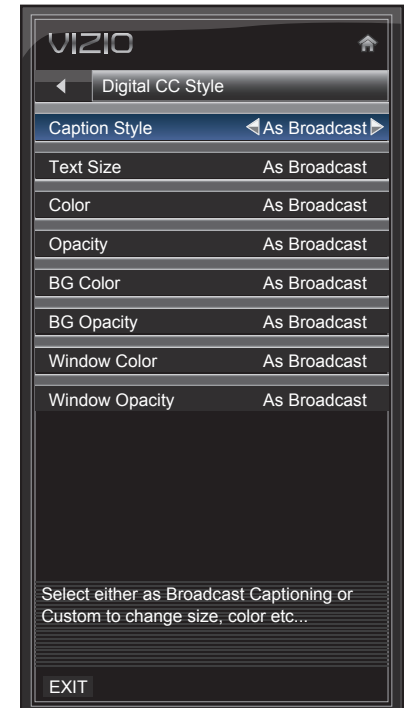 VIZIO
Digital CC Style
Caption Style As Broadcast
Text Size As Broadcast
Color As Broadcast
Opacity As Broadcast
BG Color As Broadcast
BG Opacity As Broadcast
Window Color As Broadcast
Window Opacity As Broadcast
Select either as Broadcast Captioning or
Custom to change size, color etc...
EXIT